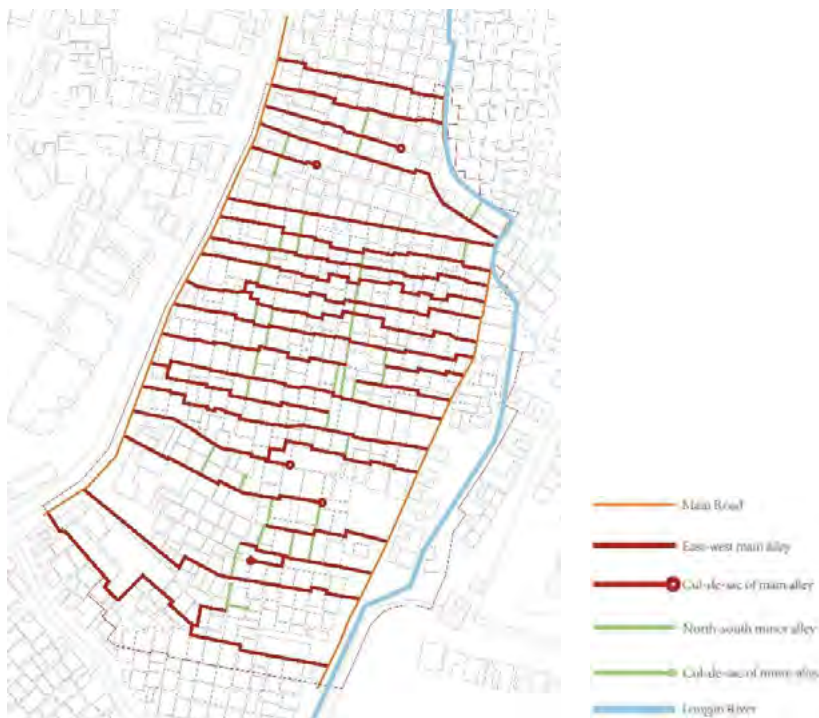 Main Road
East-west main alley
Cul-de-sac of main alley
North-south minor alley
Cul-de-sac of minor alley
River